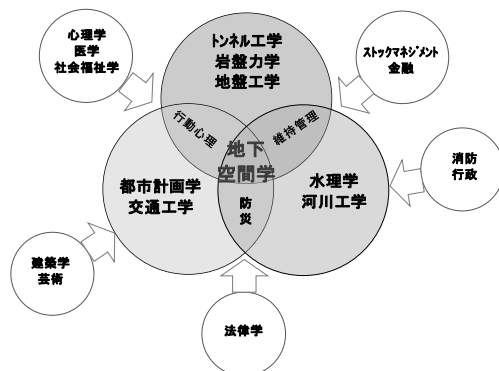 心理学
医学
社会福祉学
トンネル工学
岩盤力学
地盤工学
ストックマネジメント
金融
行動心理
維持管理
地下
空間学
都市計画学
交通工学
水理学
河川工学
防
災
消防
行政
建築学
芸術
法律学